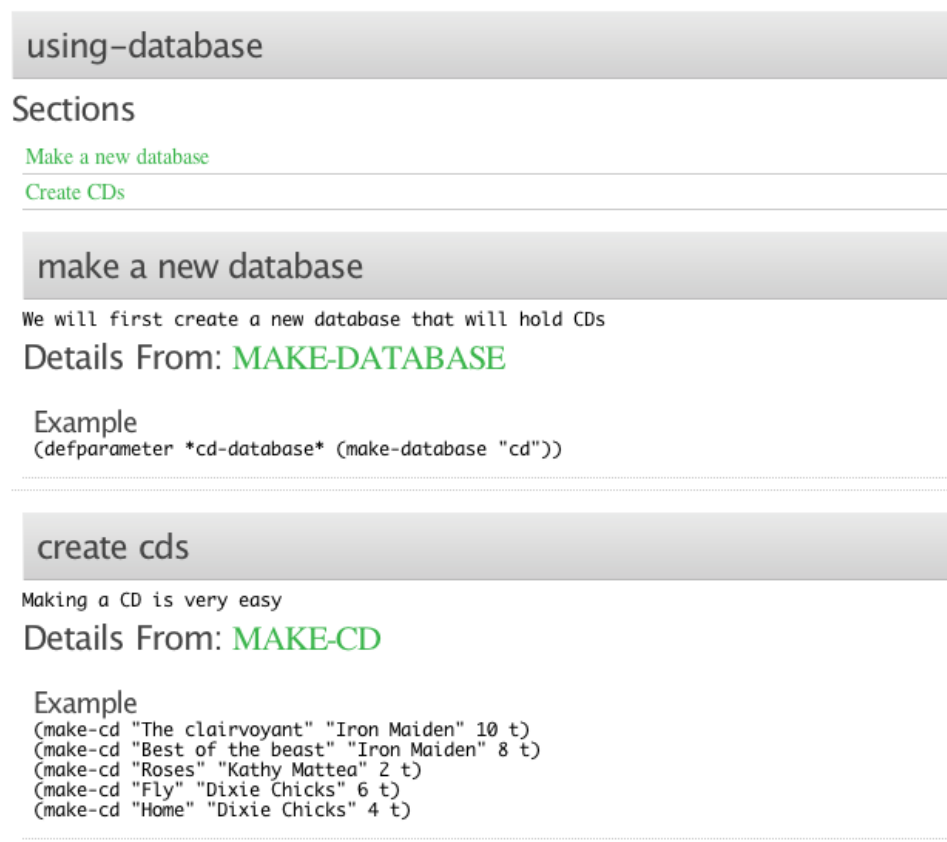 using-database
Sections
Make a new database
Create CDs
make a new database
We will first create a new database that will hold CDs
Details From: MAKE-DATABASE
Example
(defparameter *cd-database* (make-database "cd"))
create cds
Making a CD is very easy
Details From: MAKE-CD
Example
(make-cd "The clairvoyant" "Iron Maiden" 10 t)
(make-cd "Best of the beast" "Iron Maiden" 8 t)
(make-cd "Roses" "Kathy Mattea" 2 t)
(make-cd "Fly" "Dixie Chicks" 6 t)
(make-cd "Home" "Dixie Chicks" 4 t)